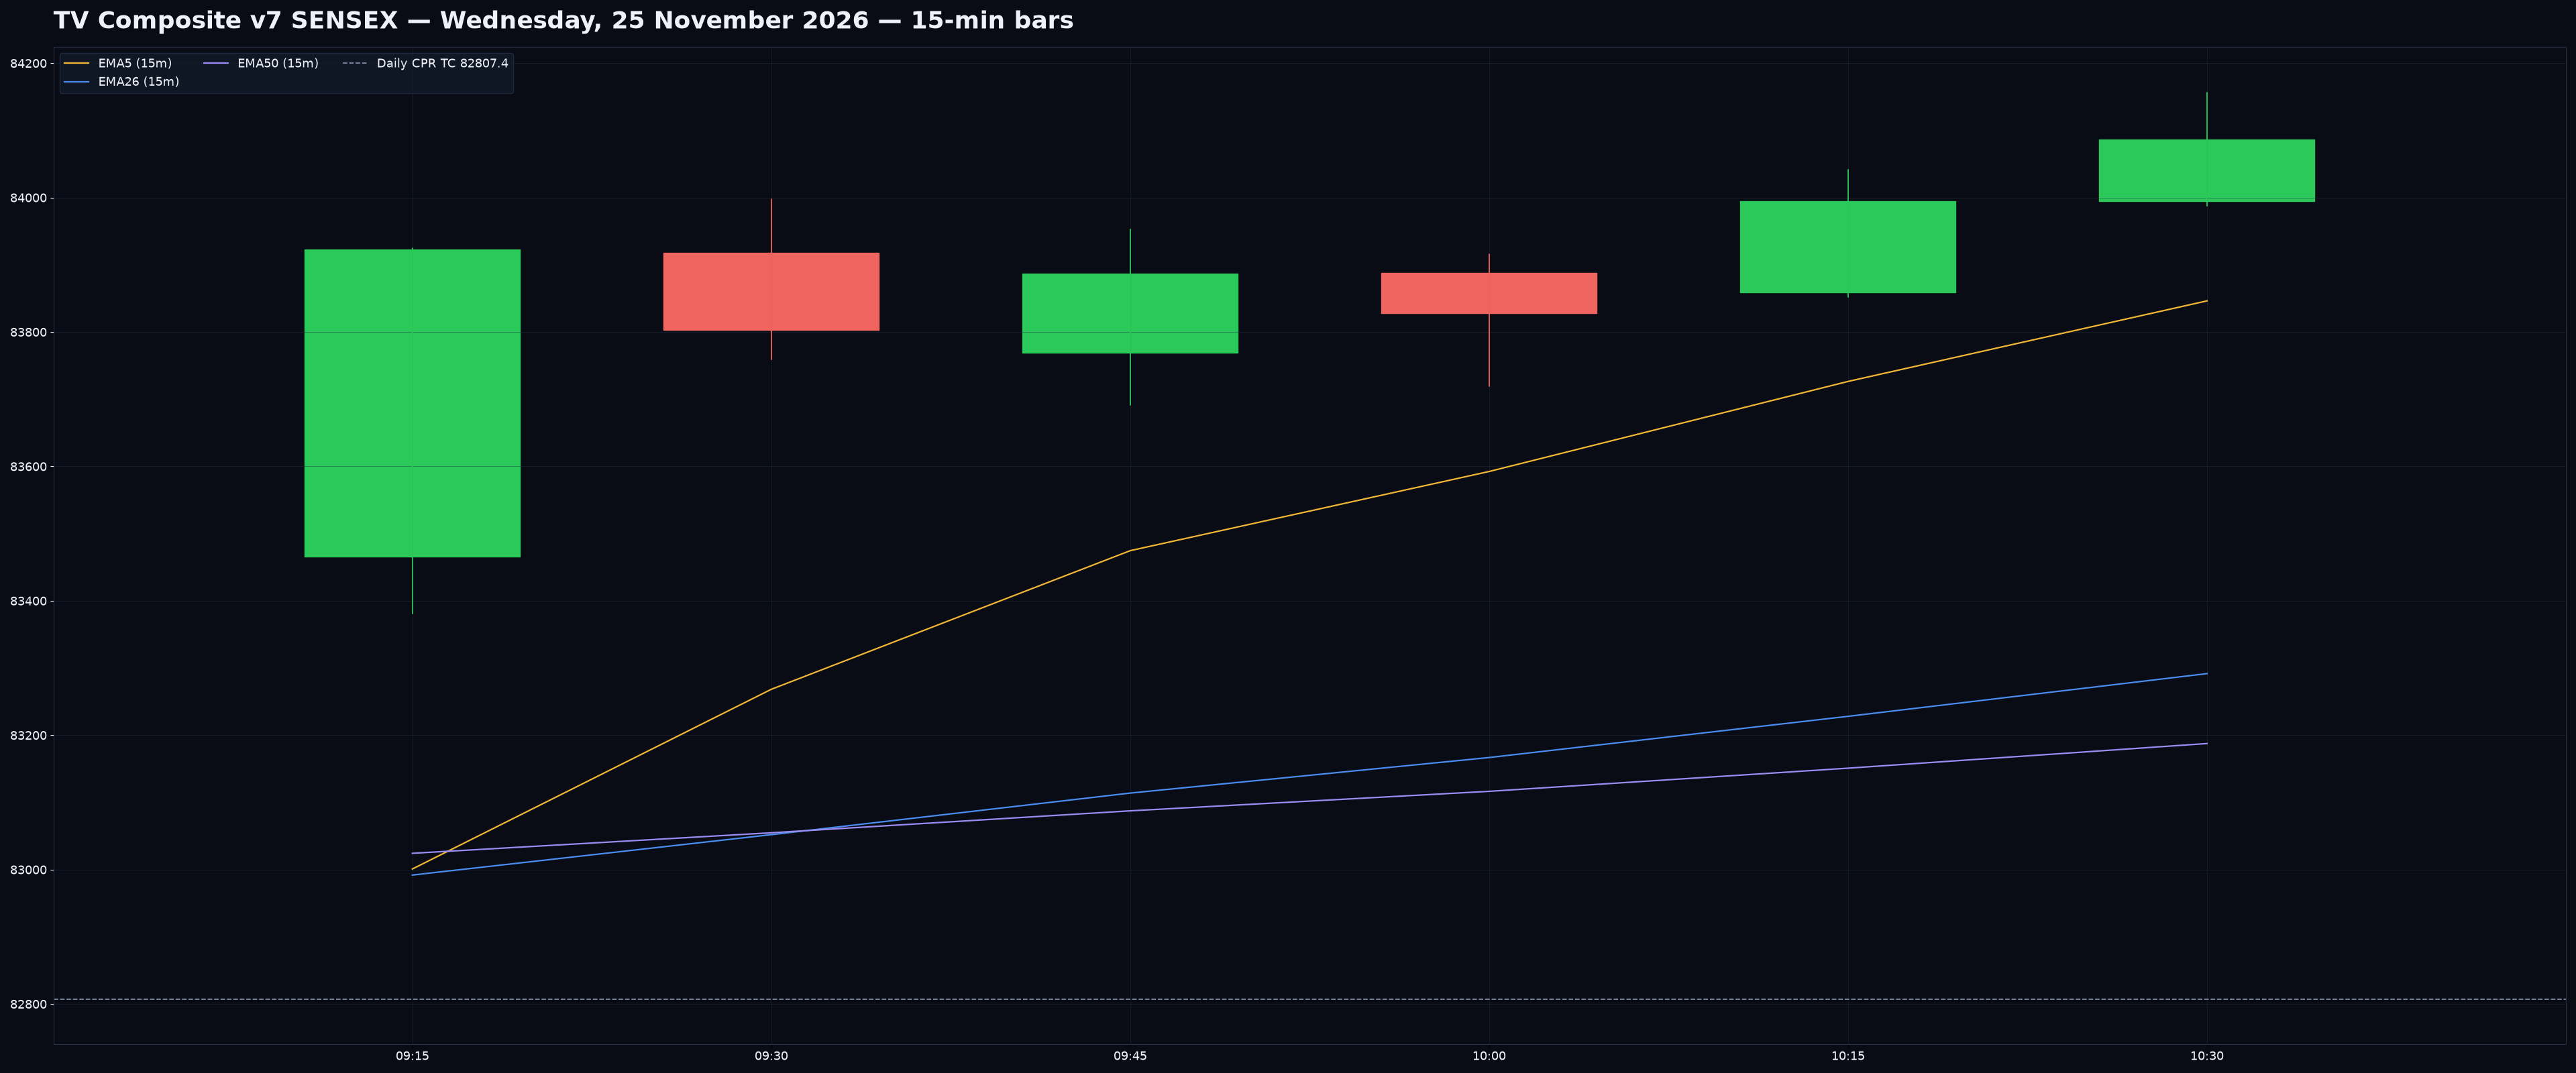 TV Composite v7 SENSEX — Wednesday, 25 November 2026 — 15-min bars
EMA5 (15m) EMA50 (15m) Daily CPR TC 82807.4
EMA26 (15m)
84200
84000
83800
83600
83400
83200
83000
82800
09:15 09:30 09:45 10:00 10:15 10:30